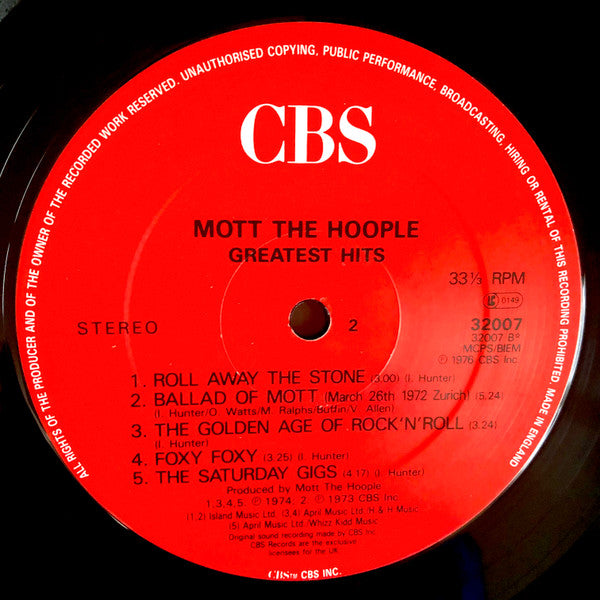 ALL RIGHTS OF THE PRODUCER AND OF THE OWNER OF THE RECORDED WORK RESERVED. UNAUTHORISED COPYING, PUBLIC PERFORMANCE, BROADCASTING, HIRING OR RENTAL OF THIS RECORDING PROHIBITED. MADE IN ENGLAND
CBS
MOTT THE HOOPLE
GREATEST HITS
33⅓ RPM
LC 0149
STEREO
2
32007
32007 B²
MCPS/BIEM
℗ 1976 CBS Inc.
1. ROLL AWAY THE STONE (3.00) (I. Hunter)
2. BALLAD OF MOTT (March 26th 1972 Zurich) (5.24)
(I. Hunter/O. Watts/M. Ralphs/Buffin/V. Allen)
3. THE GOLDEN AGE OF ROCK'N'ROLL (3.24)
(I. Hunter)
4. FOXY FOXY (3.25) (I. Hunter)
5. THE SATURDAY GIGS (4.17) (I. Hunter)
Produced by Mott The Hoople
1,3,4,5. ℗ 1974, 2. ℗ 1973 CBS Inc
(1,2) Island Music Ltd. (3,4) April Music Ltd./H & H Music
(5) April Music Ltd/Whizz Kidd Music
Original sound recording made by CBS Inc.
CBS Records are the exclusive
licensees for the UK
CBS™ CBS INC.